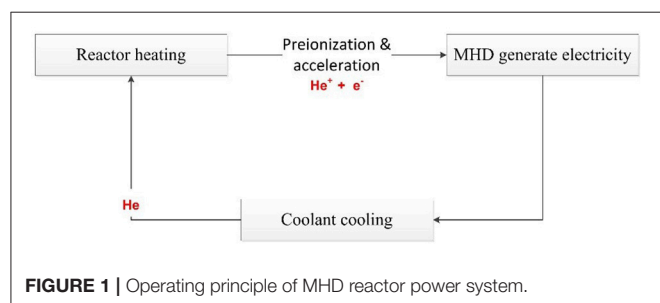 Reactor heating
Preionization &
acceleration
He⁺ + e⁻
MHD generate electricity
He
Coolant cooling
FIGURE 1 | Operating principle of MHD reactor power system.